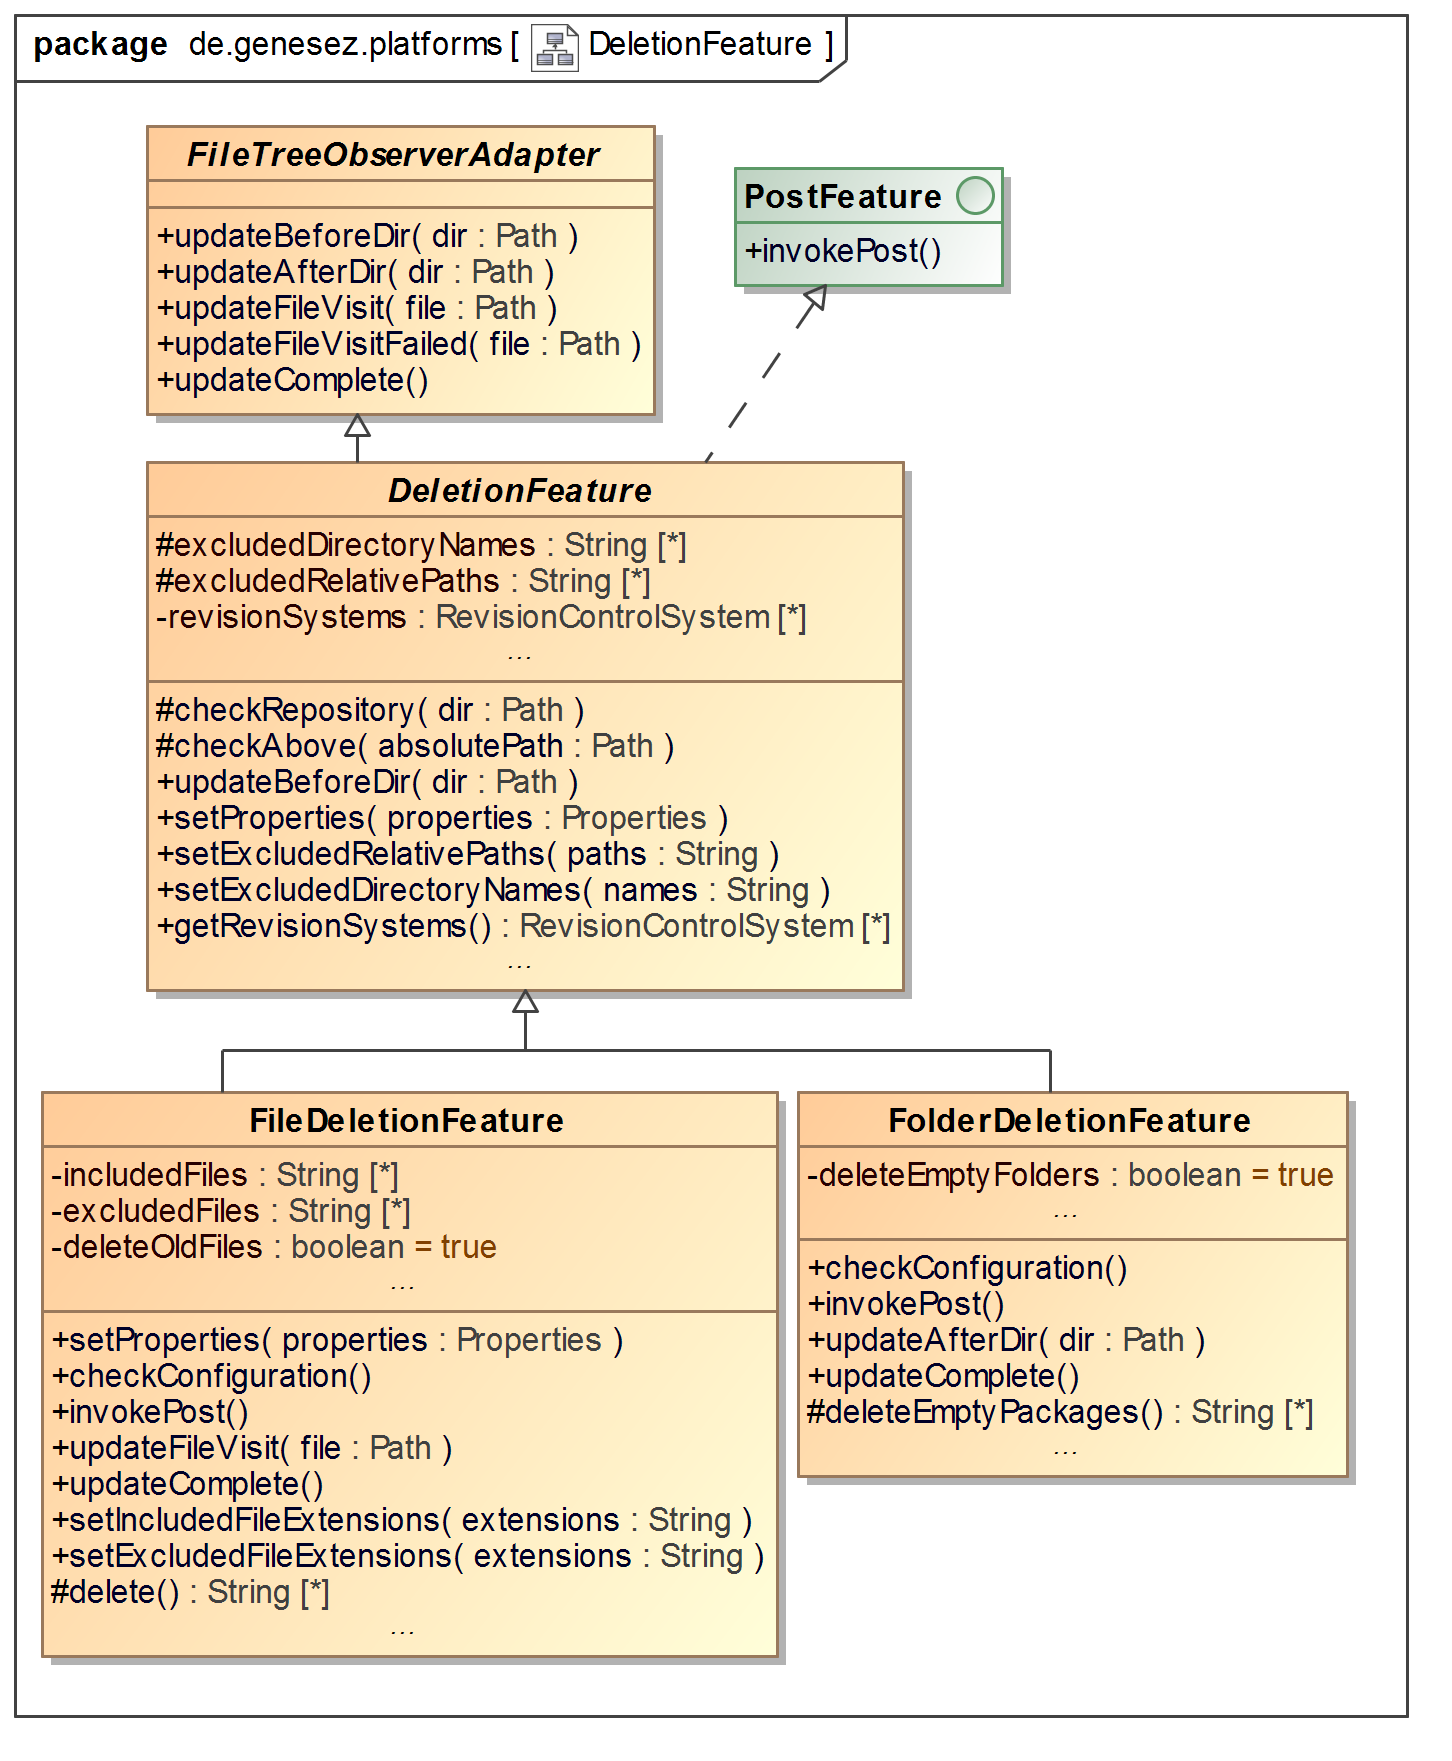 package de.genesez.platforms [ DeletionFeature ]
FileTreeObserverAdapter
+updateBeforeDir( dir : Path )
+updateAfterDir( dir : Path )
+updateFileVisit( file : Path )
+updateFileVisitFailed( file : Path )
+updateComplete()
PostFeature
+invokePost()
DeletionFeature
#excludedDirectoryNames : String [*]
#excludedRelativePaths : String [*]
-revisionSystems : RevisionControlSystem [*]
...
#checkRepository( dir : Path )
#checkAbove( absolutePath : Path )
+updateBeforeDir( dir : Path )
+setProperties( properties : Properties )
+setExcludedRelativePaths( paths : String )
+setExcludedDirectoryNames( names : String )
+getRevisionSystems() : RevisionControlSystem [*]
...
FileDeletionFeature
-includedFiles : String [*]
-excludedFiles : String [*]
-deleteOldFiles : boolean = true
...
+setProperties( properties : Properties )
+checkConfiguration()
+invokePost()
+updateFileVisit( file : Path )
+updateComplete()
+setIncludedFileExtensions( extensions : String )
+setExcludedFileExtensions( extensions : String )
#delete() : String [*]
...
FolderDeletionFeature
-deleteEmptyFolders : boolean = true
...
+checkConfiguration()
+invokePost()
+updateAfterDir( dir : Path )
+updateComplete()
#deleteEmptyPackages() : String [*]
...